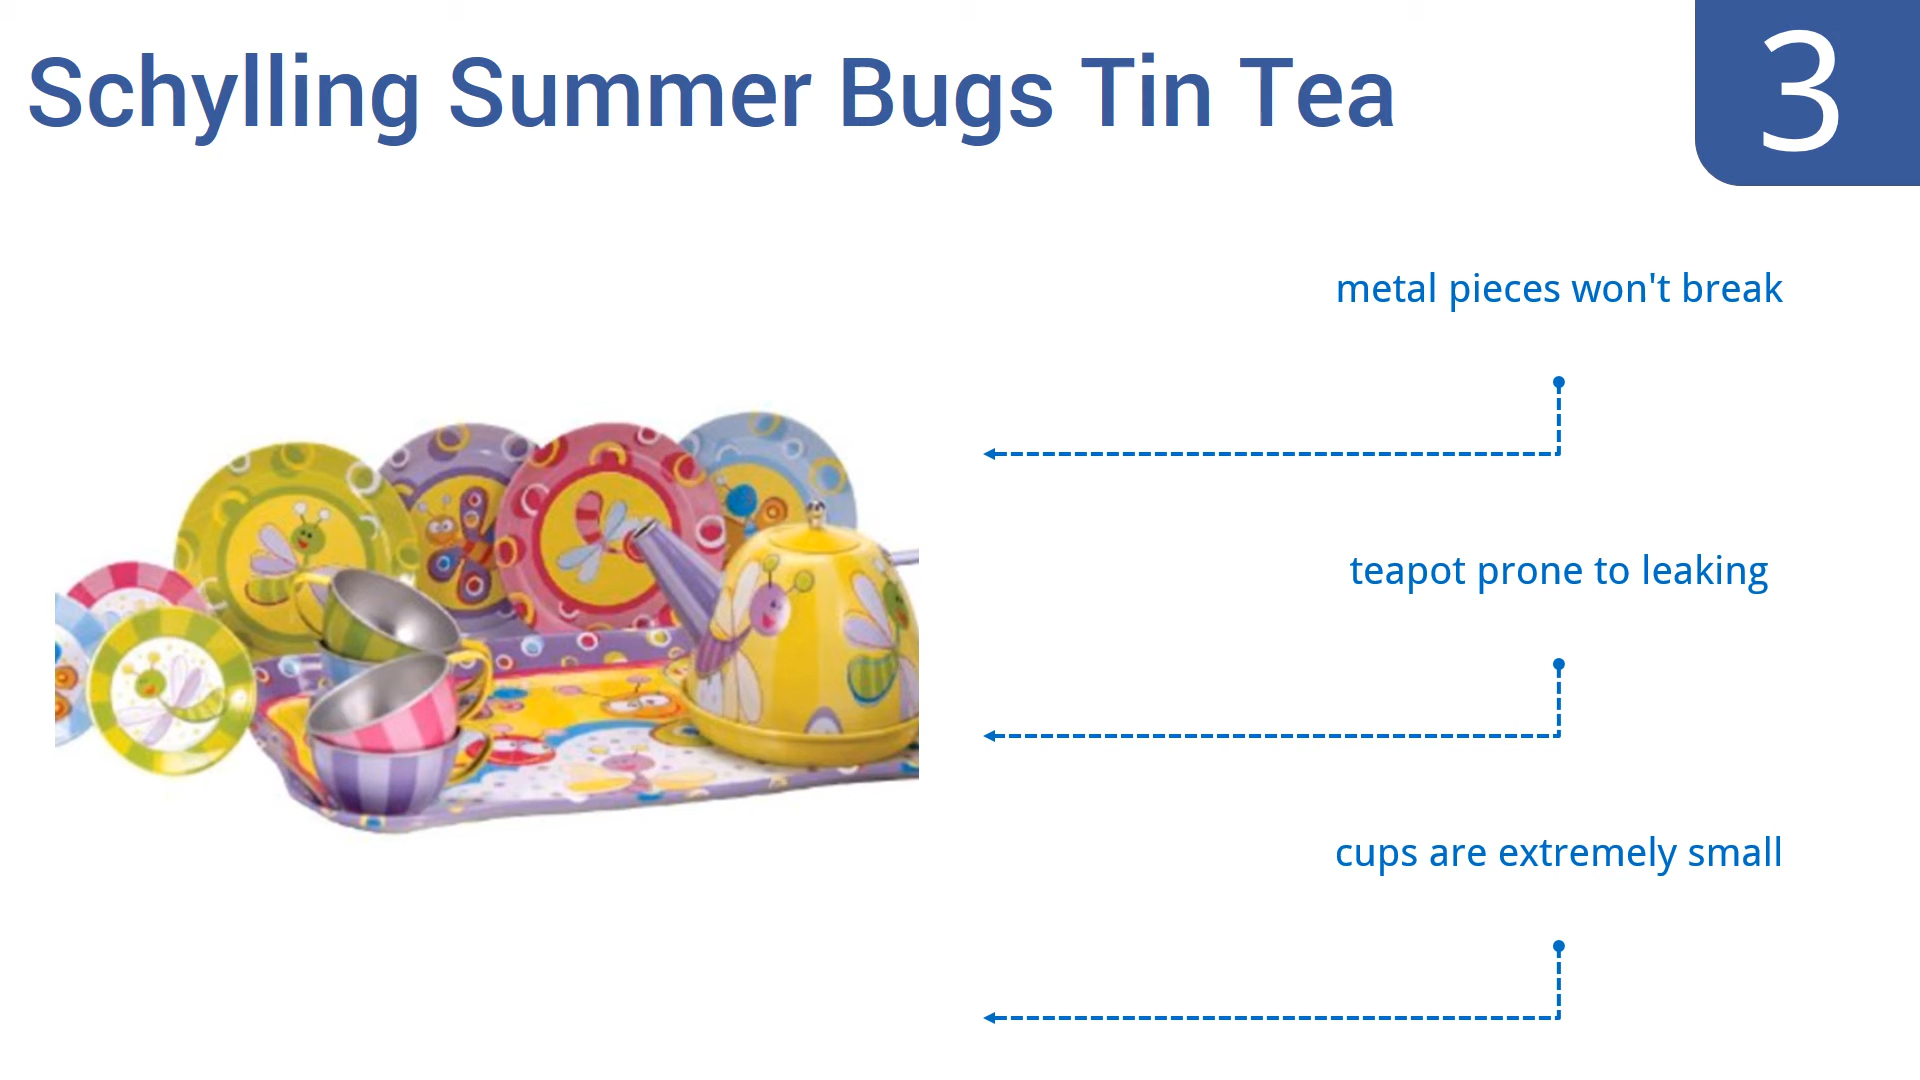 Schylling Summer Bugs Tin Tea
3
metal pieces won't break
teapot prone to leaking
cups are extremely small